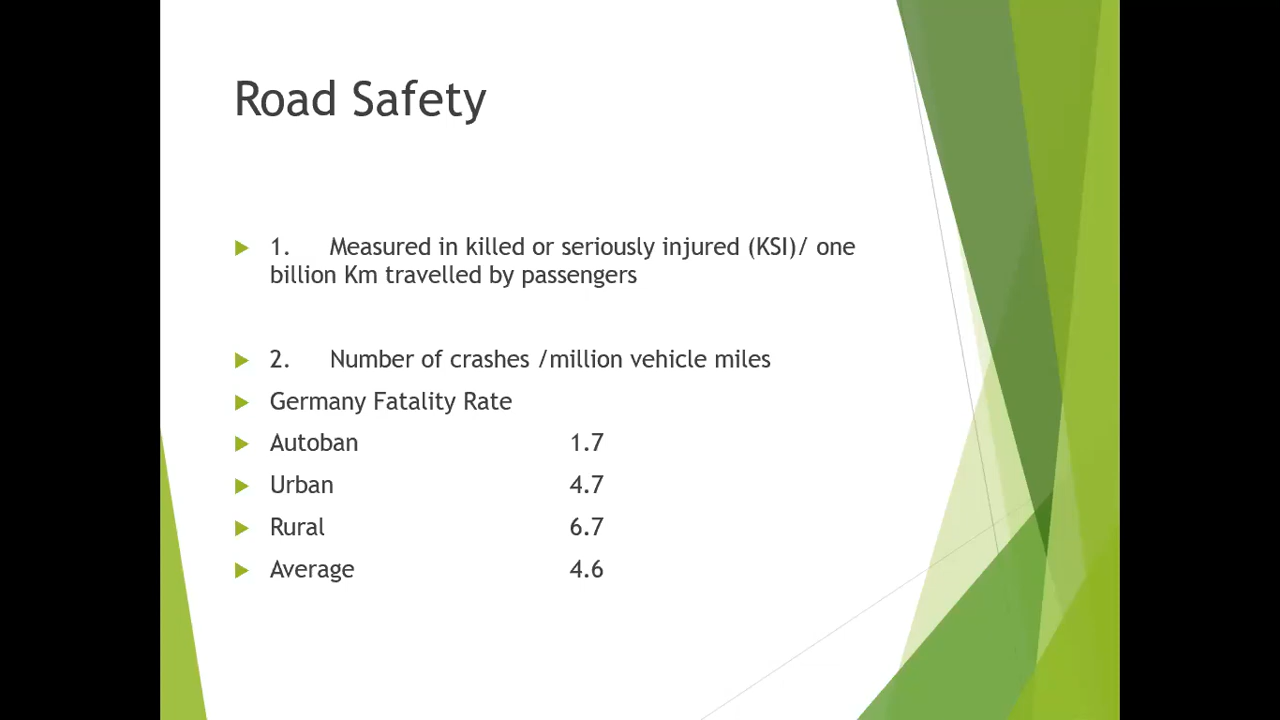 Road Safety
1. Measured in killed or seriously injured (KSI)/ one
billion Km travelled by passengers
2. Number of crashes /million vehicle miles
Germany Fatality Rate
Autoban 1.7
Urban 4.7
Rural 6.7
Average 4.6